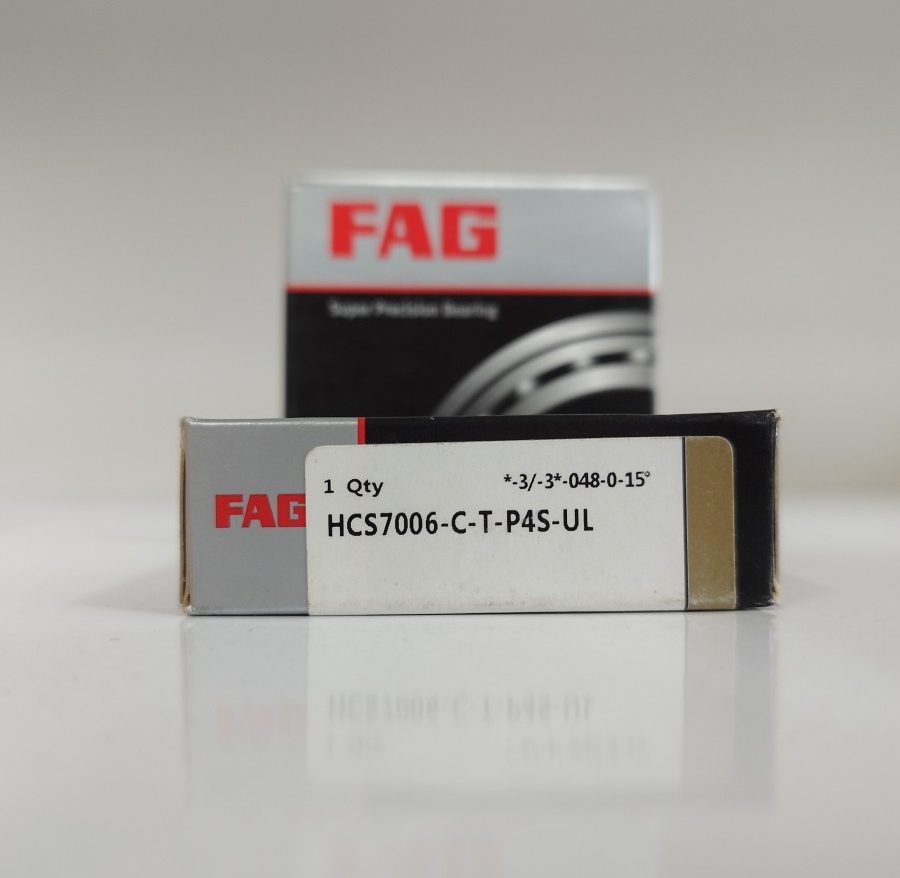 FAG
Super Precision Bearing
FAG
1 Qty *-3/-3*-048-0-15°
HCS7006-C-T-P4S-UL